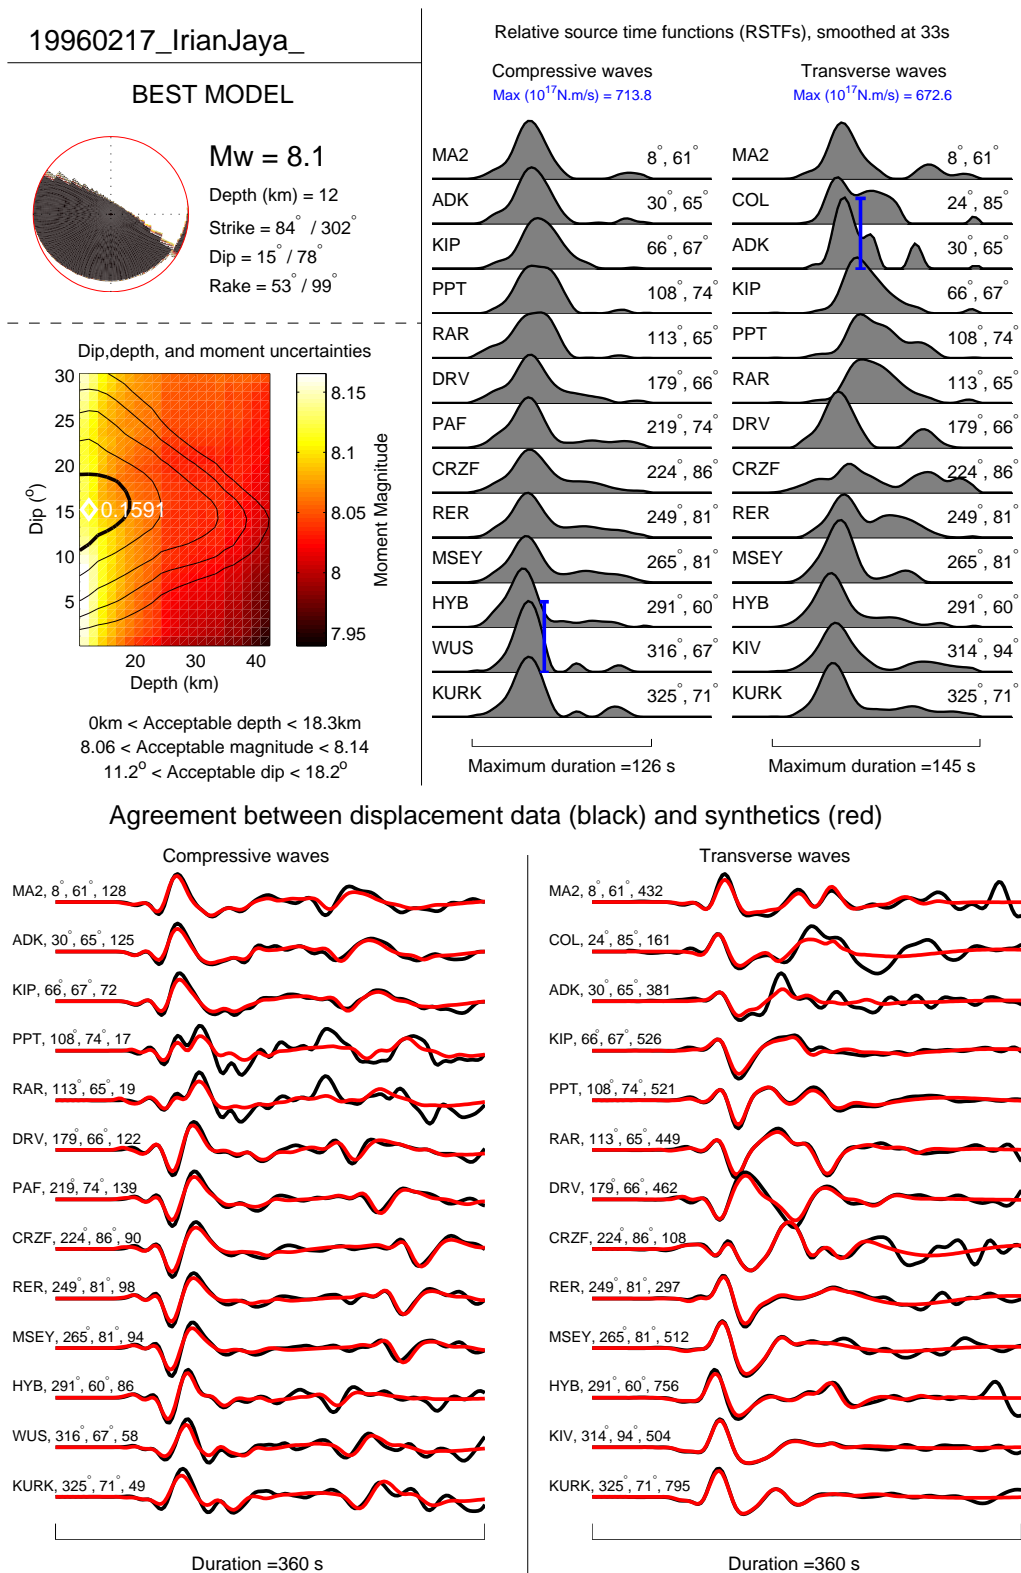 19960217_IrianJaya_
BEST MODEL
Mw = 8.1
Depth (km) = 12
Strike = 84° / 302°
Dip = 15° / 78°
Rake = 53° / 99°
Dip,depth, and moment uncertainties
30
25
20
15
10
5
Dip (°)
0.1591
20 30 40
Depth (km)
8.15
8.1
8.05
8
7.95
Moment Magnitude
0km < Acceptable depth < 18.3km
8.06 < Acceptable magnitude < 8.14
11.2° < Acceptable dip < 18.2°
Relative source time functions (RSTFs), smoothed at 33s
Compressive waves
Max (10^17 N.m/s) = 713.8
MA2 8°, 61°
ADK 30°, 65°
KIP 66°, 67°
PPT 108°, 74°
RAR 113°, 65°
DRV 179°, 66°
PAF 219°, 74°
CRZF 224°, 86°
RER 249°, 81°
MSEY 265°, 81°
HYB 291°, 60°
WUS 316°, 67°
KURK 325°, 71°
Maximum duration =126 s
Transverse waves
Max (10^17 N.m/s) = 672.6
MA2 8°, 61°
COL 24°, 85°
ADK 30°, 65°
KIP 66°, 67°
PPT 108°, 74°
RAR 113°, 65°
DRV 179°, 66°
CRZF 224°, 86°
RER 249°, 81°
MSEY 265°, 81°
HYB 291°, 60°
KIV 314°, 94°
KURK 325°, 71°
Maximum duration =145 s
Agreement between displacement data (black) and synthetics (red)
Compressive waves
MA2, 8°, 61°, 128
ADK, 30°, 65°, 125
KIP, 66°, 67°, 72
PPT, 108°, 74°, 17
RAR, 113°, 65°, 19
DRV, 179°, 66°, 122
PAF, 219°, 74°, 139
CRZF, 224°, 86°, 90
RER, 249°, 81°, 98
MSEY, 265°, 81°, 94
HYB, 291°, 60°, 86
WUS, 316°, 67°, 58
KURK, 325°, 71°, 49
Duration =360 s
Transverse waves
MA2, 8°, 61°, 432
COL, 24°, 85°, 161
ADK, 30°, 65°, 381
KIP, 66°, 67°, 526
PPT, 108°, 74°, 521
RAR, 113°, 65°, 449
DRV, 179°, 66°, 462
CRZF, 224°, 86°, 108
RER, 249°, 81°, 297
MSEY, 265°, 81°, 512
HYB, 291°, 60°, 756
KIV, 314°, 94°, 504
KURK, 325°, 71°, 795
Duration =360 s